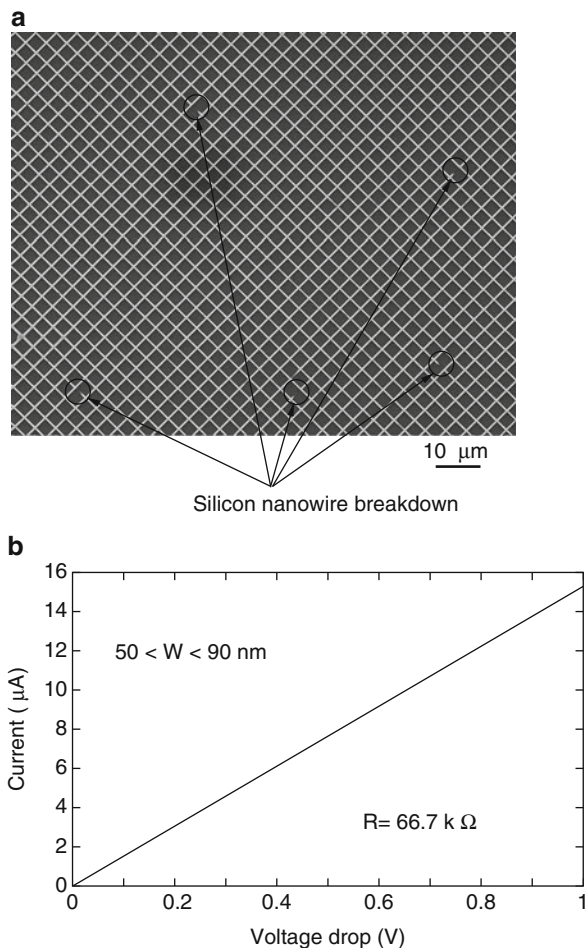 a
10 μm
Silicon nanowire breakdown
b
16
14
12
10
8
6
4
2
0
Current ( μA)
50 < W < 90 nm
R= 66.7 k Ω
0 0.2 0.4 0.6 0.8 1
Voltage drop (V)